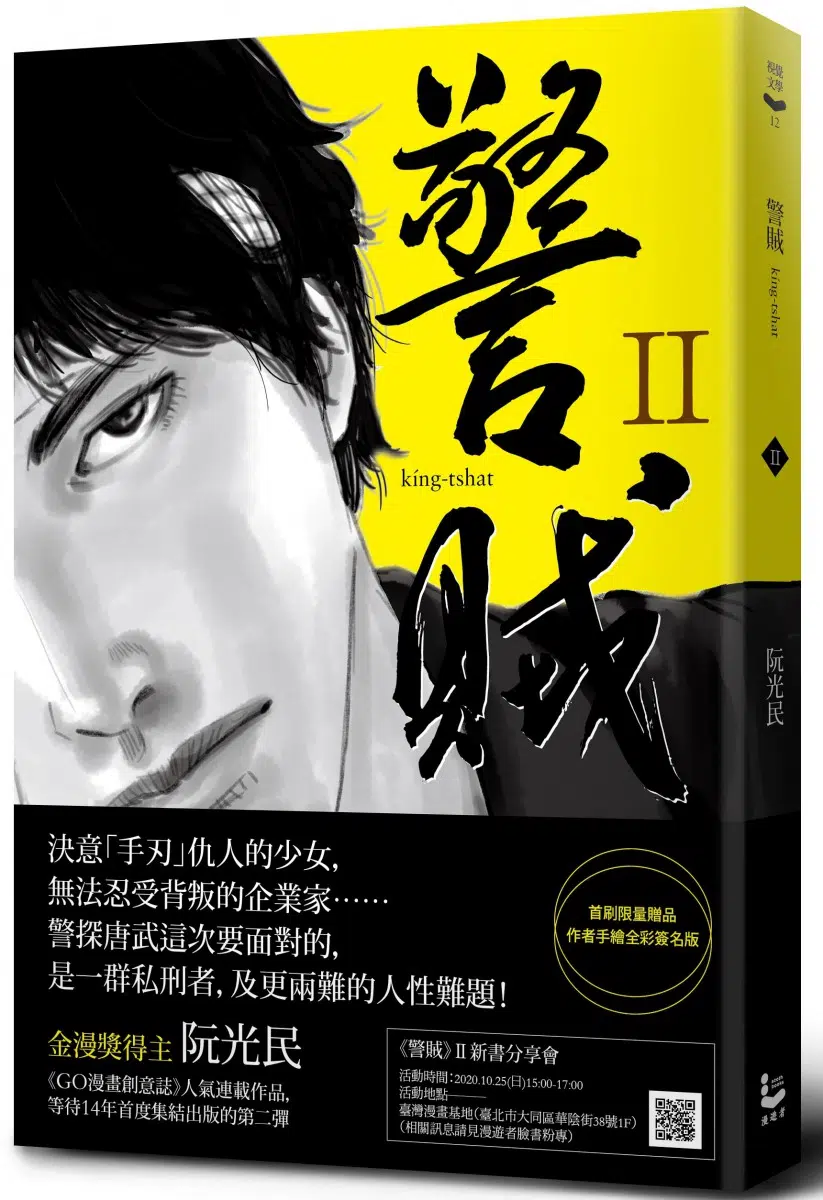 警賊
II
kíng-tshat
決意「手刃」仇人的少女,
無法忍受背叛的企業家⋯⋯
警探唐武這次要面對的,
是一群私刑者, 及更兩難的人性難題!
首刷限量贈品
作者手繪全彩簽名版
金漫獎得主 阮光民
《GO漫畫創意誌》人氣連載作品,
等待14年首度集結出版的第二彈
《警賊》II 新書分享會
活動時間:2020.10.25(日)15:00-17:00
活動地點———
臺灣漫畫基地(臺北市大同區華陰街38號1F)
(相關訊息請見漫遊者臉書粉專)
視覺
文學
12
警賊
king-tshat
II
阮光民
azoth books
漫遊者